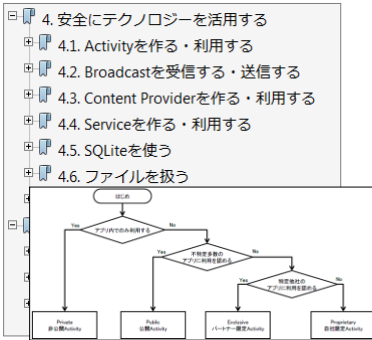 4. 安全にテクノロジーを活用する
4.1. Activityを作る・利用する
4.2. Broadcastを受信する・送信する
4.3. Content Providerを作る・利用する
4.4. Serviceを作る・利用する
4.5. SQLiteを使う
4.6. ファイルを扱う
はじめ
Yes
アプリ内でのみ利用する
No
Yes
不特定多数の
アプリに利用を認める
No
Yes
特定他社の
アプリに利用を認める
No
Private
非公開Activity
Public
公開Activity
Exclusive
パートナー限定Activity
Proprietary
自社限定Activity